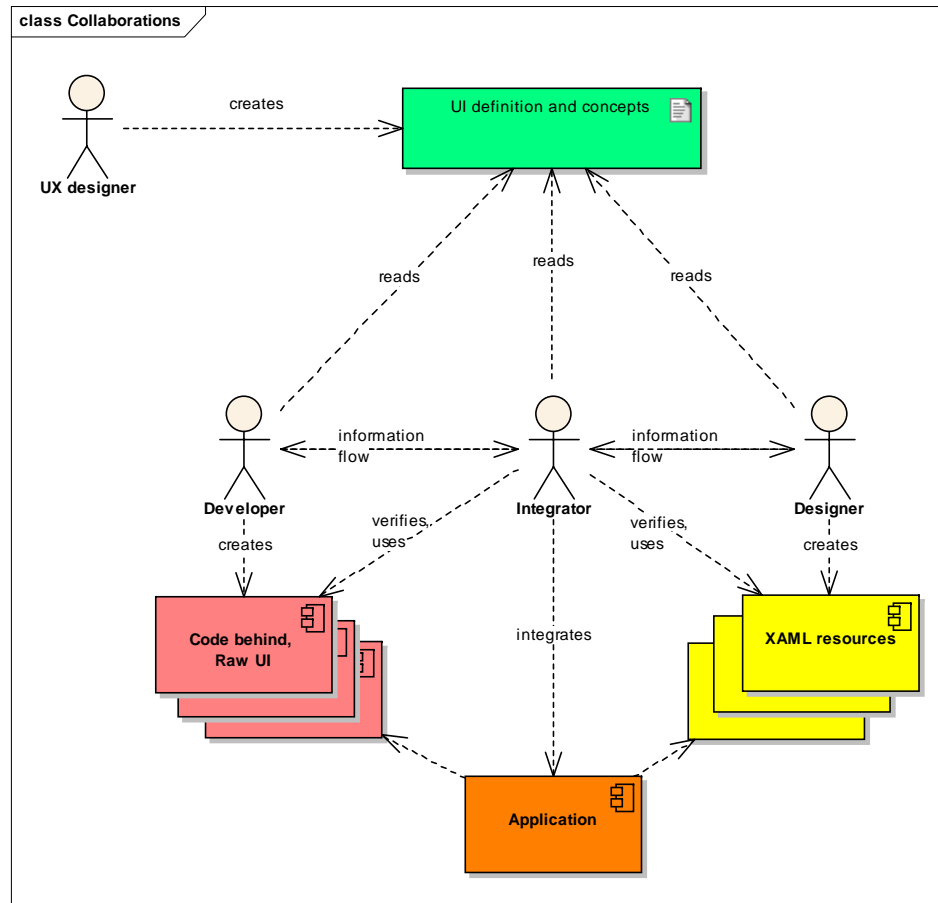 class Collaborations
creates
UI definition and concepts
UX designer
reads
reads
reads
information
flow
information
flow
Developer
Integrator
Designer
creates
verifies,
uses
verifies,
uses
creates
Code behind,
Raw UI
integrates
XAML resources
Application